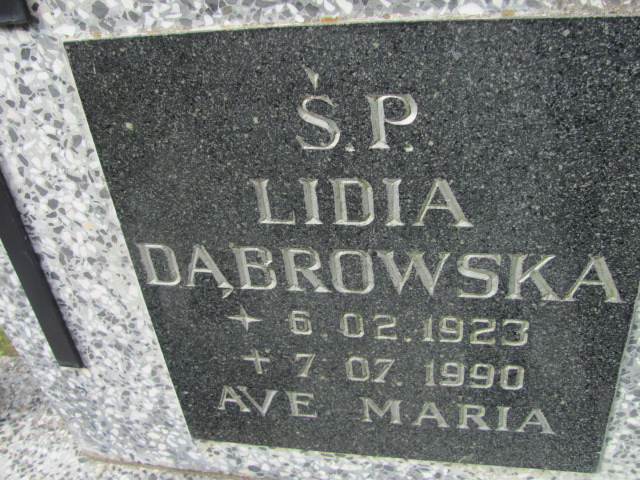 Ś.P.
LIDIA
DĄBROWSKA
✦ 6.02.1923
+ 7.07.1990
AVE MARIA